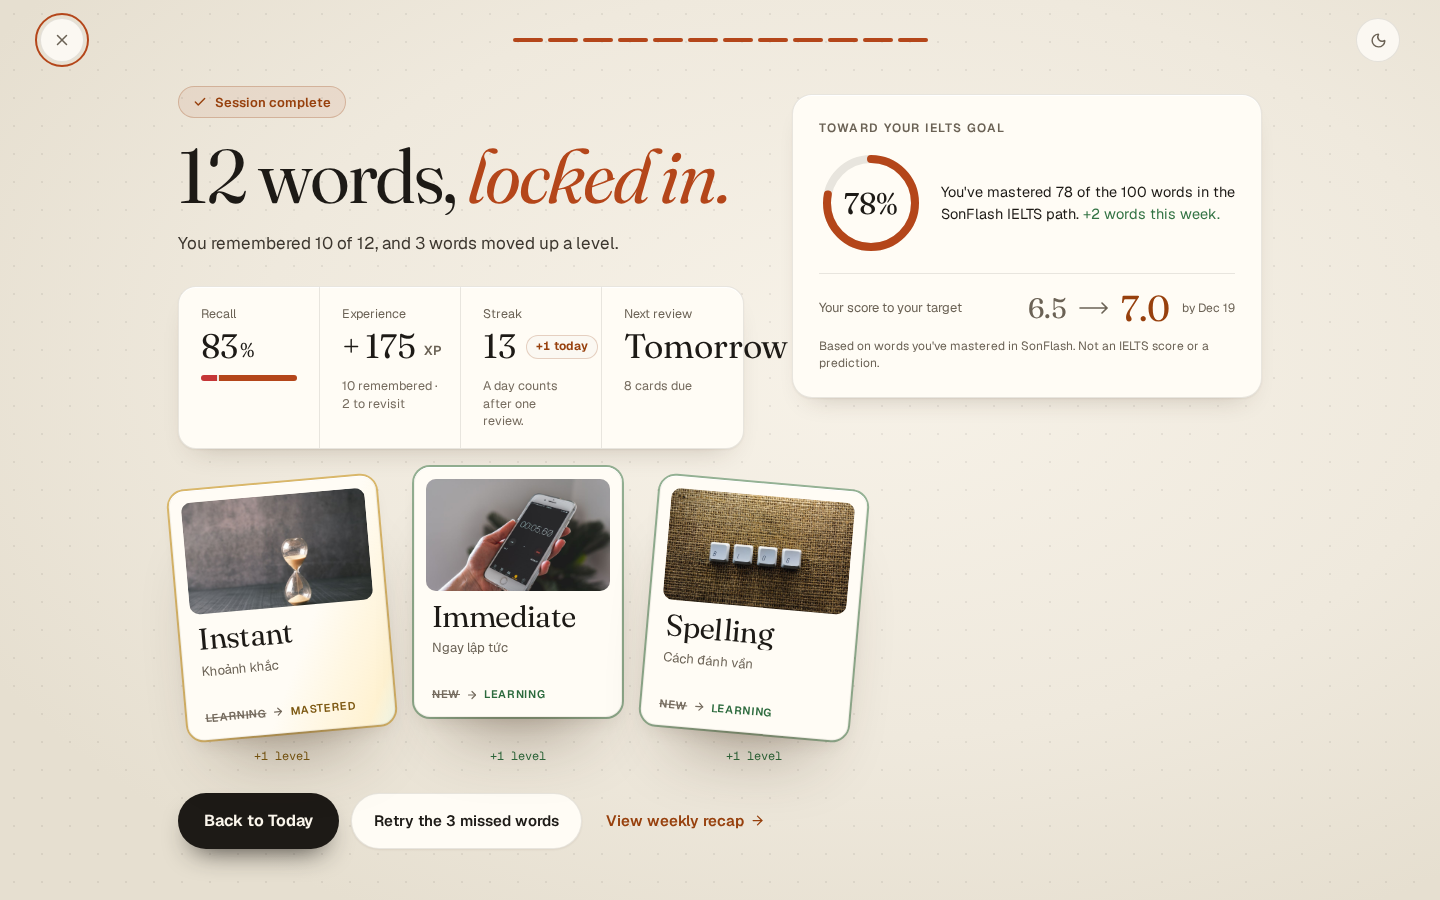 Session complete
12 words, locked in.
You remembered 10 of 12, and 3 words moved up a level.
Recall
83%
Experience
+175 XP
10 remembered ·
2 to revisit
Streak
13 +1 today
A day counts
after one
review.
Next review
Tomorrow
8 cards due
TOWARD YOUR IELTS GOAL
78%
You've mastered 78 of the 100 words in the
SonFlash IELTS path. +2 words this week.
Your score to your target
6.5 → 7.0 by Dec 19
Based on words you've mastered in SonFlash. Not an IELTS score or a
prediction.
Instant
Khoảnh khắc
LEARNING → MASTERED
+1 level
00:05,60
Immediate
Ngay lập tức
NEW → LEARNING
+1 level
Spelling
Cách đánh vần
NEW → LEARNING
+1 level
Back to Today
Retry the 3 missed words
View weekly recap →